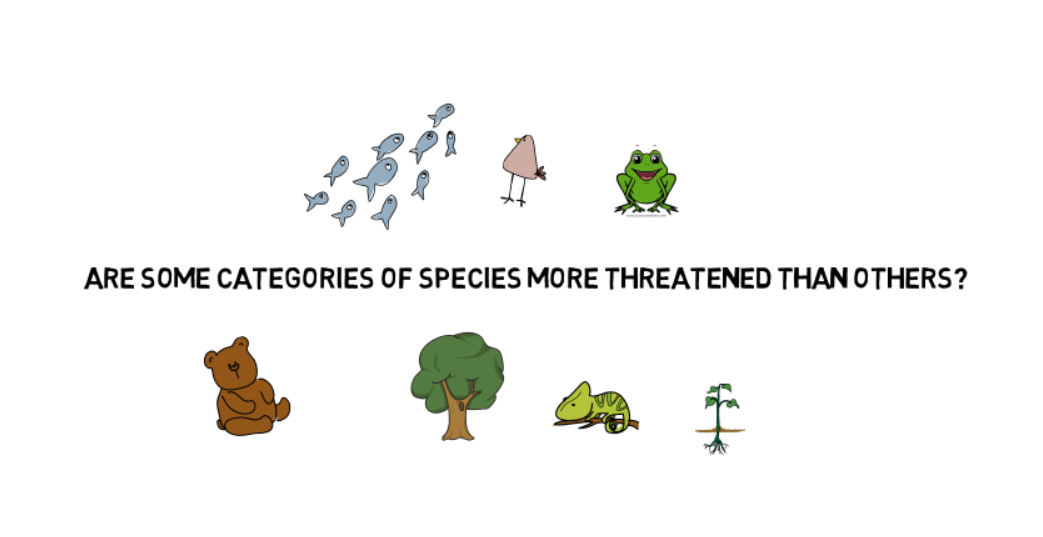 ARE SOME CATEGORIES OF SPECIES MORE THREATENED THAN OTHERS?